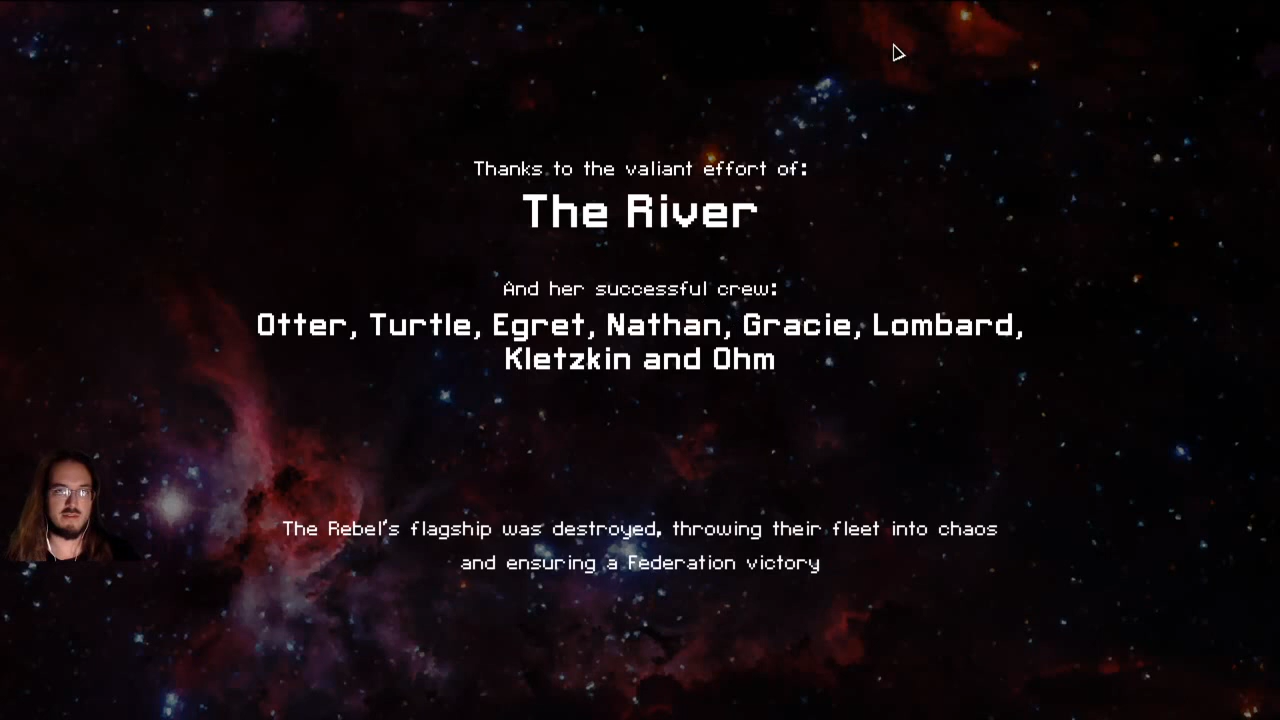 Thanks to the valiant effort of:
The River
And her successful crew:
Otter, Turtle, Egret, Nathan, Gracie, Lombard,
Kletzkin and Ohm
The Rebel's flagship was destroyed, throwing their fleet into chaos
and ensuring a Federation victory